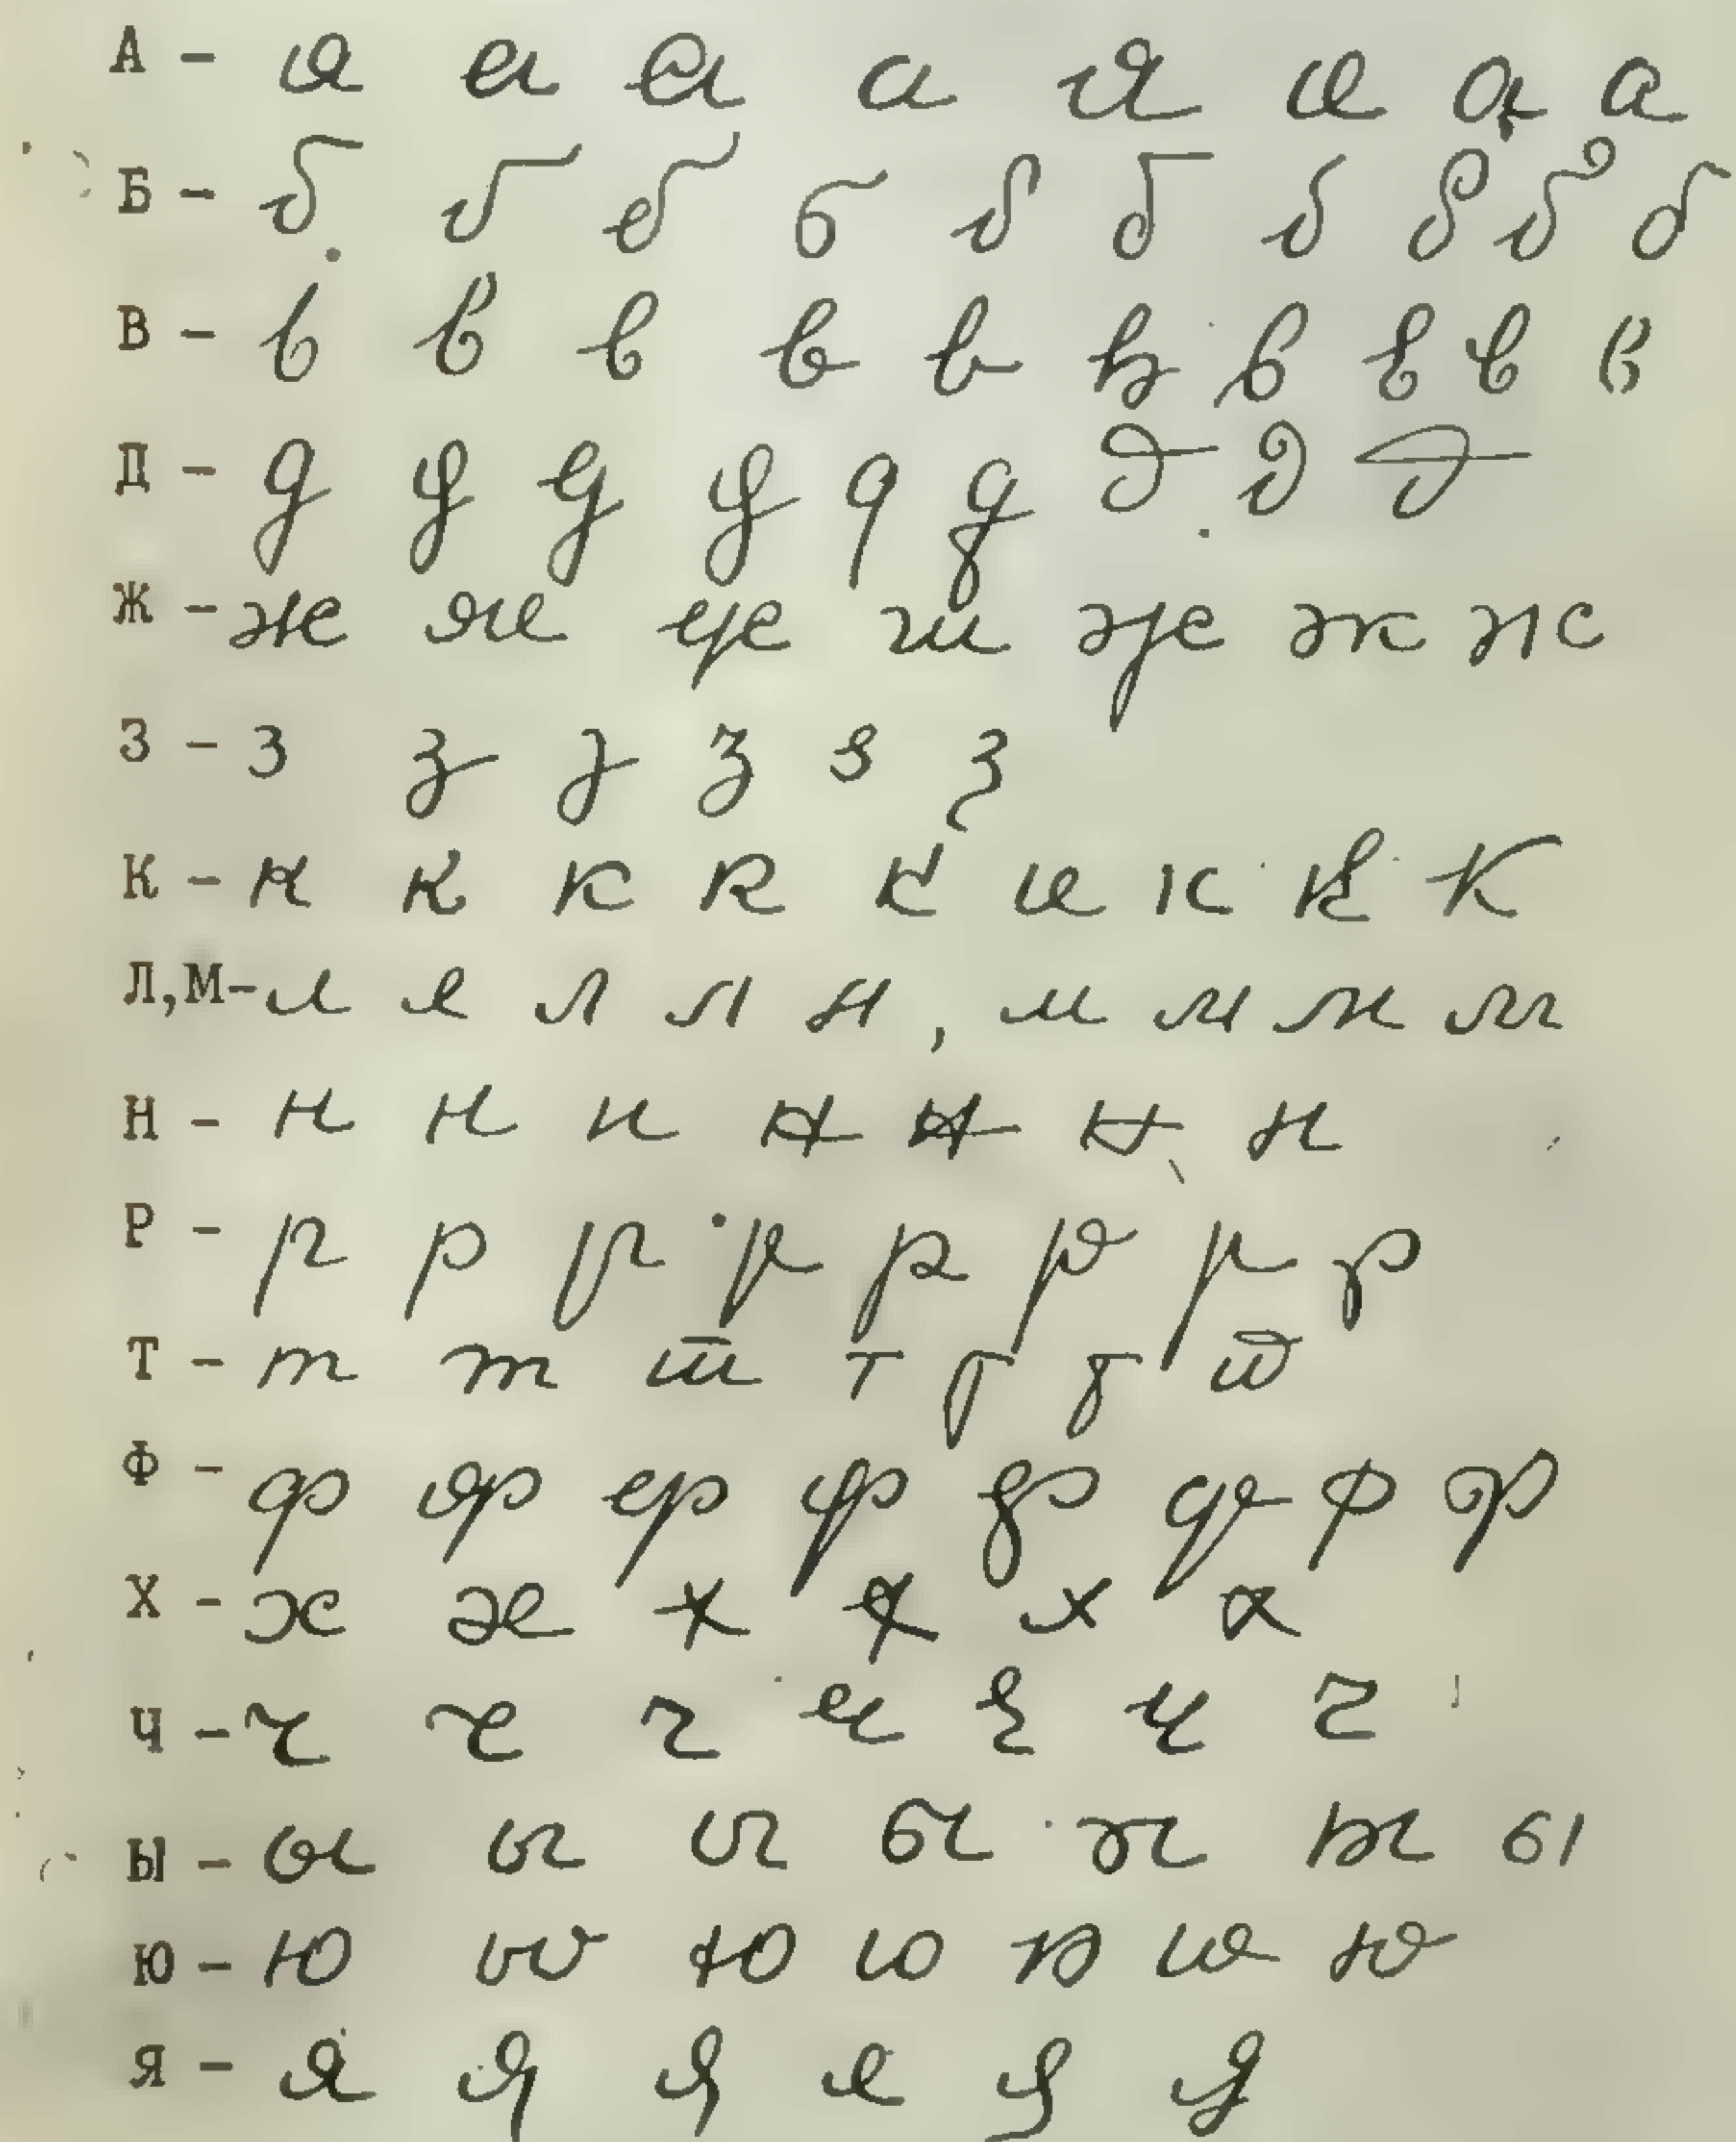 А - а а а а а а а а
Б - б б б б б б б б б б
В - в в в в в в в в в в
Д - д д д д д д д д д
Ж - ж ж ж ж ж ж ж
З - з з з з з з
К - к к к к к к к к к
Л,М- л л л л л , м м м м
Н - н н н н н н н
Р - р р р р р р р р
Т - т т т т т т т
Ф - ф ф ф ф ф ф ф ф
Х - х х х х х х
Ч - ч ч ч ч ч ч ч
Ы - ы ы ы ы ы ы ы
Ю - ю ю ю ю ю ю ю
Я - я я я я я я